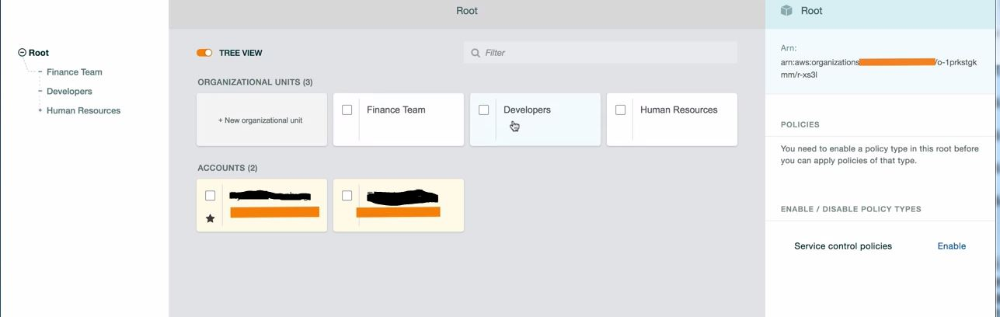 Root
Root
Root
Finance Team
Developers
Human Resources
TREE VIEW
Filter
ORGANIZATIONAL UNITS (3)
+ New organizational unit
Finance Team
Developers
Human Resources
ACCOUNTS (2)
Arn:
arn:aws:organizations /o-1prkstgk
mm/r-xs3l
POLICIES
You need to enable a policy type in this root before
you can apply policies of that type.
ENABLE / DISABLE POLICY TYPES
Service control policies Enable